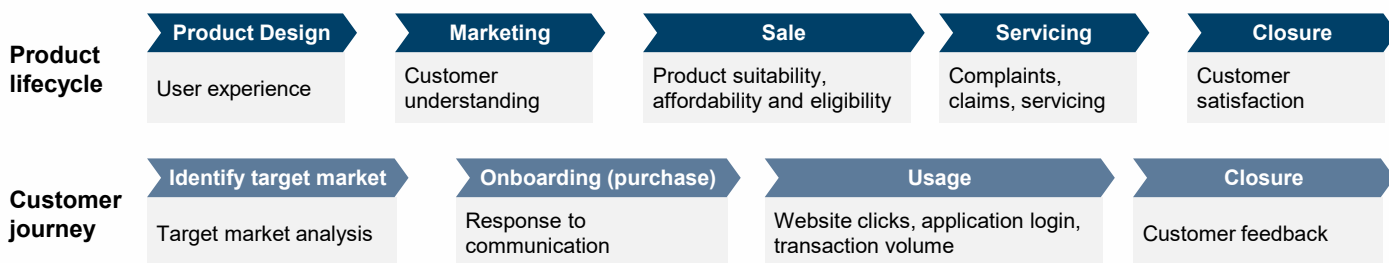 Product lifecycle
Product Design
Marketing
Sale
Servicing
Closure
User experience
Customer
understanding
Product suitability,
affordability and eligibility
Complaints,
claims, servicing
Customer
satisfaction
Customer journey
Identify target market
Onboarding (purchase)
Usage
Closure
Target market analysis
Response to
communication
Website clicks, application login,
transaction volume
Customer feedback